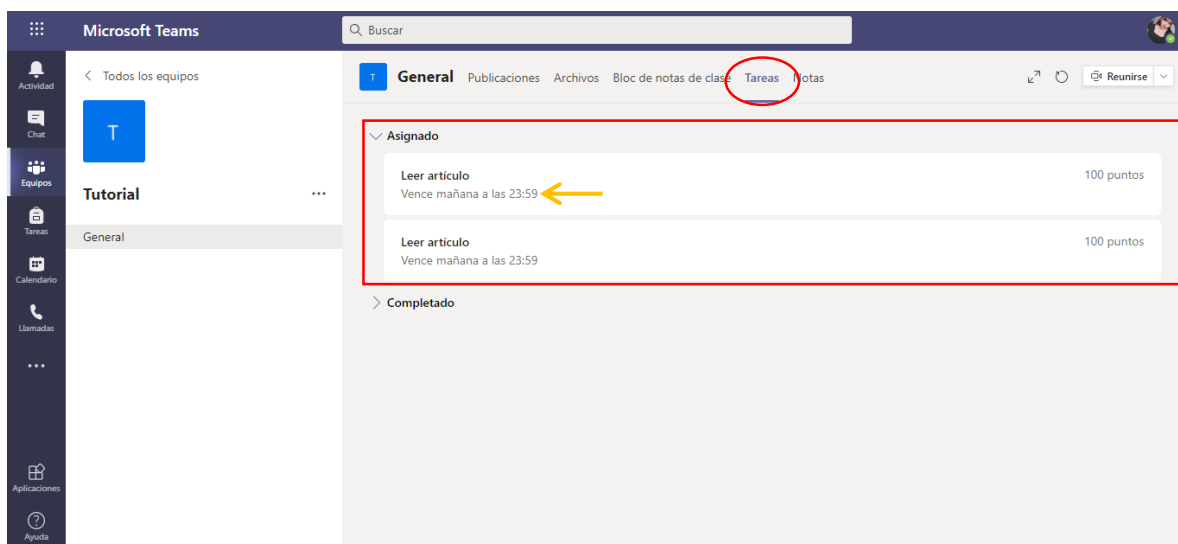 Microsoft Teams
Buscar
Actividad
Chat
Equipos
Tareas
Calendario
Llamadas
Aplicaciones
Ayuda
Todos los equipos
T
Tutorial
General
T
General Publicaciones Archivos Bloc de notas de clase Tareas Notas
Reunirse
Asignado
Leer artículo 100 puntos
Vence mañana a las 23:59
Leer artículo 100 puntos
Vence mañana a las 23:59
Completado